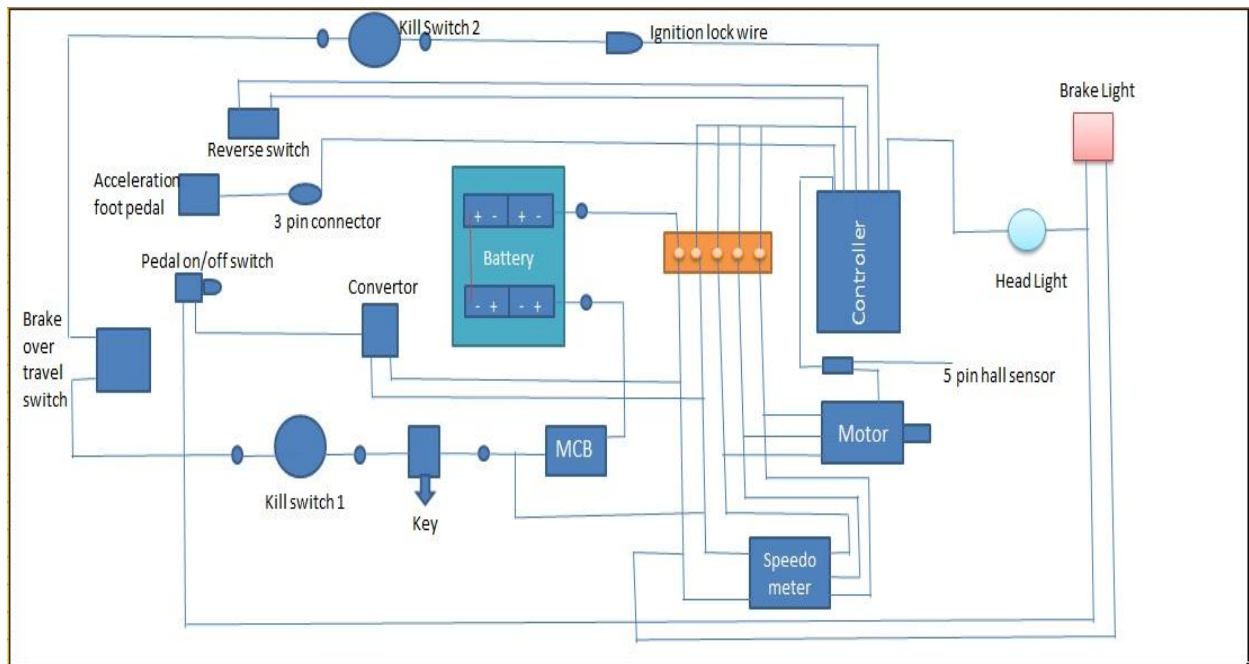 Kill Switch 2
Ignition lock wire
Brake Light
Reverse switch
Acceleration
foot pedal
3 pin connector
+ - + -
Battery
- + - +
Controller
Head Light
Pedal on/off switch
Convertor
Brake
over
travel
switch
5 pin hall sensor
Motor
MCB
Kill switch 1
Key
Speedo
meter